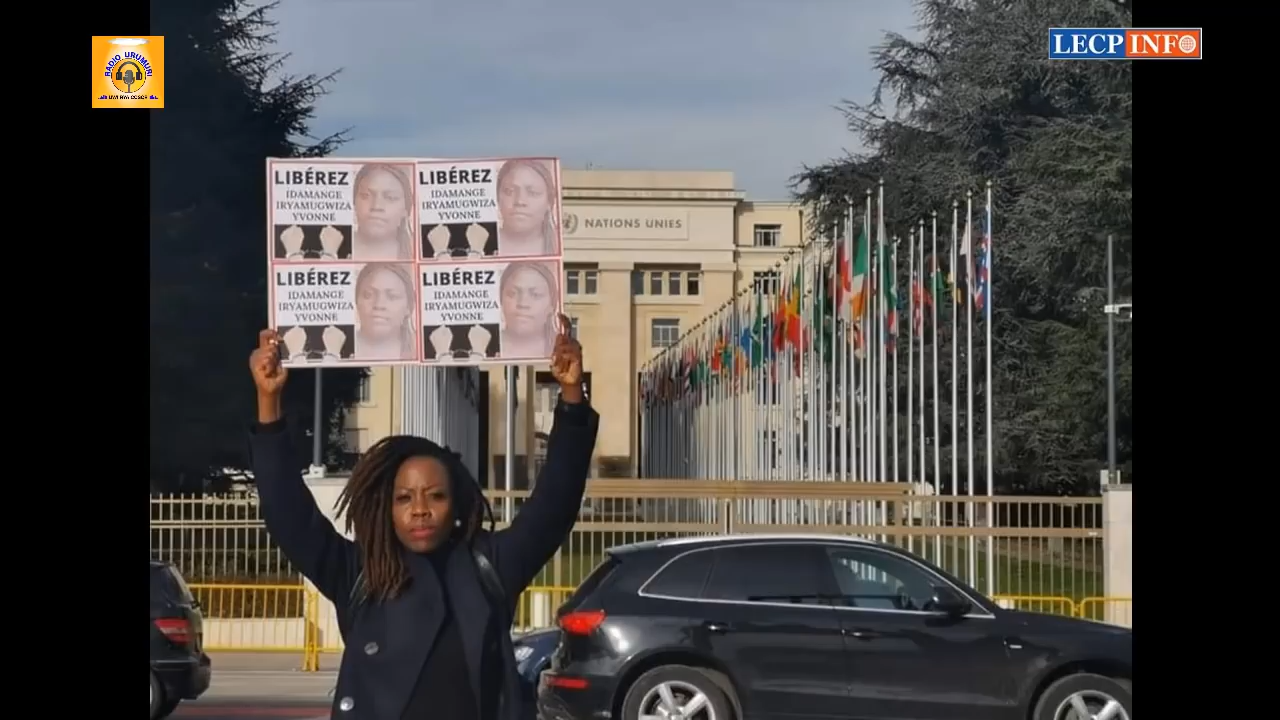 RADIO URUMURI
LECP INFO
LIBÉREZ
IDAMANGE
IRYAMUGWIZA
YVONNE
LIBÉREZ
IDAMANGE
IRYAMUGWIZA
YVONNE
LIBÉREZ
IDAMANGE
IRYAMUGWIZA
YVONNE
LIBÉREZ
IDAMANGE
IRYAMUGWIZA
YVONNE
NATIONS UNIES